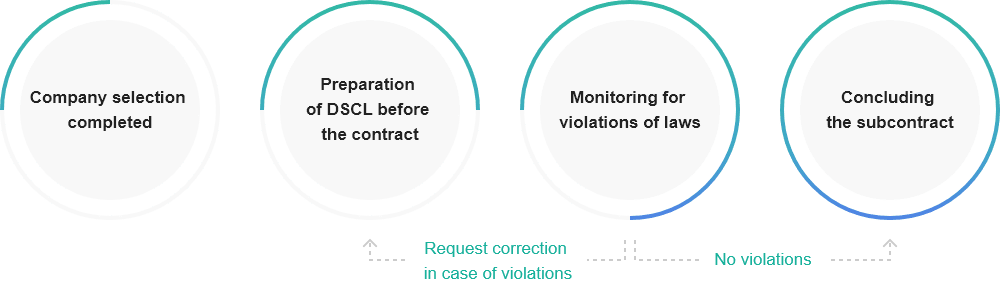 Company selection
completed
Preparation
of DSCL before
the contract
Monitoring for
violations of laws
Concluding
the subcontract
Request correction
in case of violations
No violations